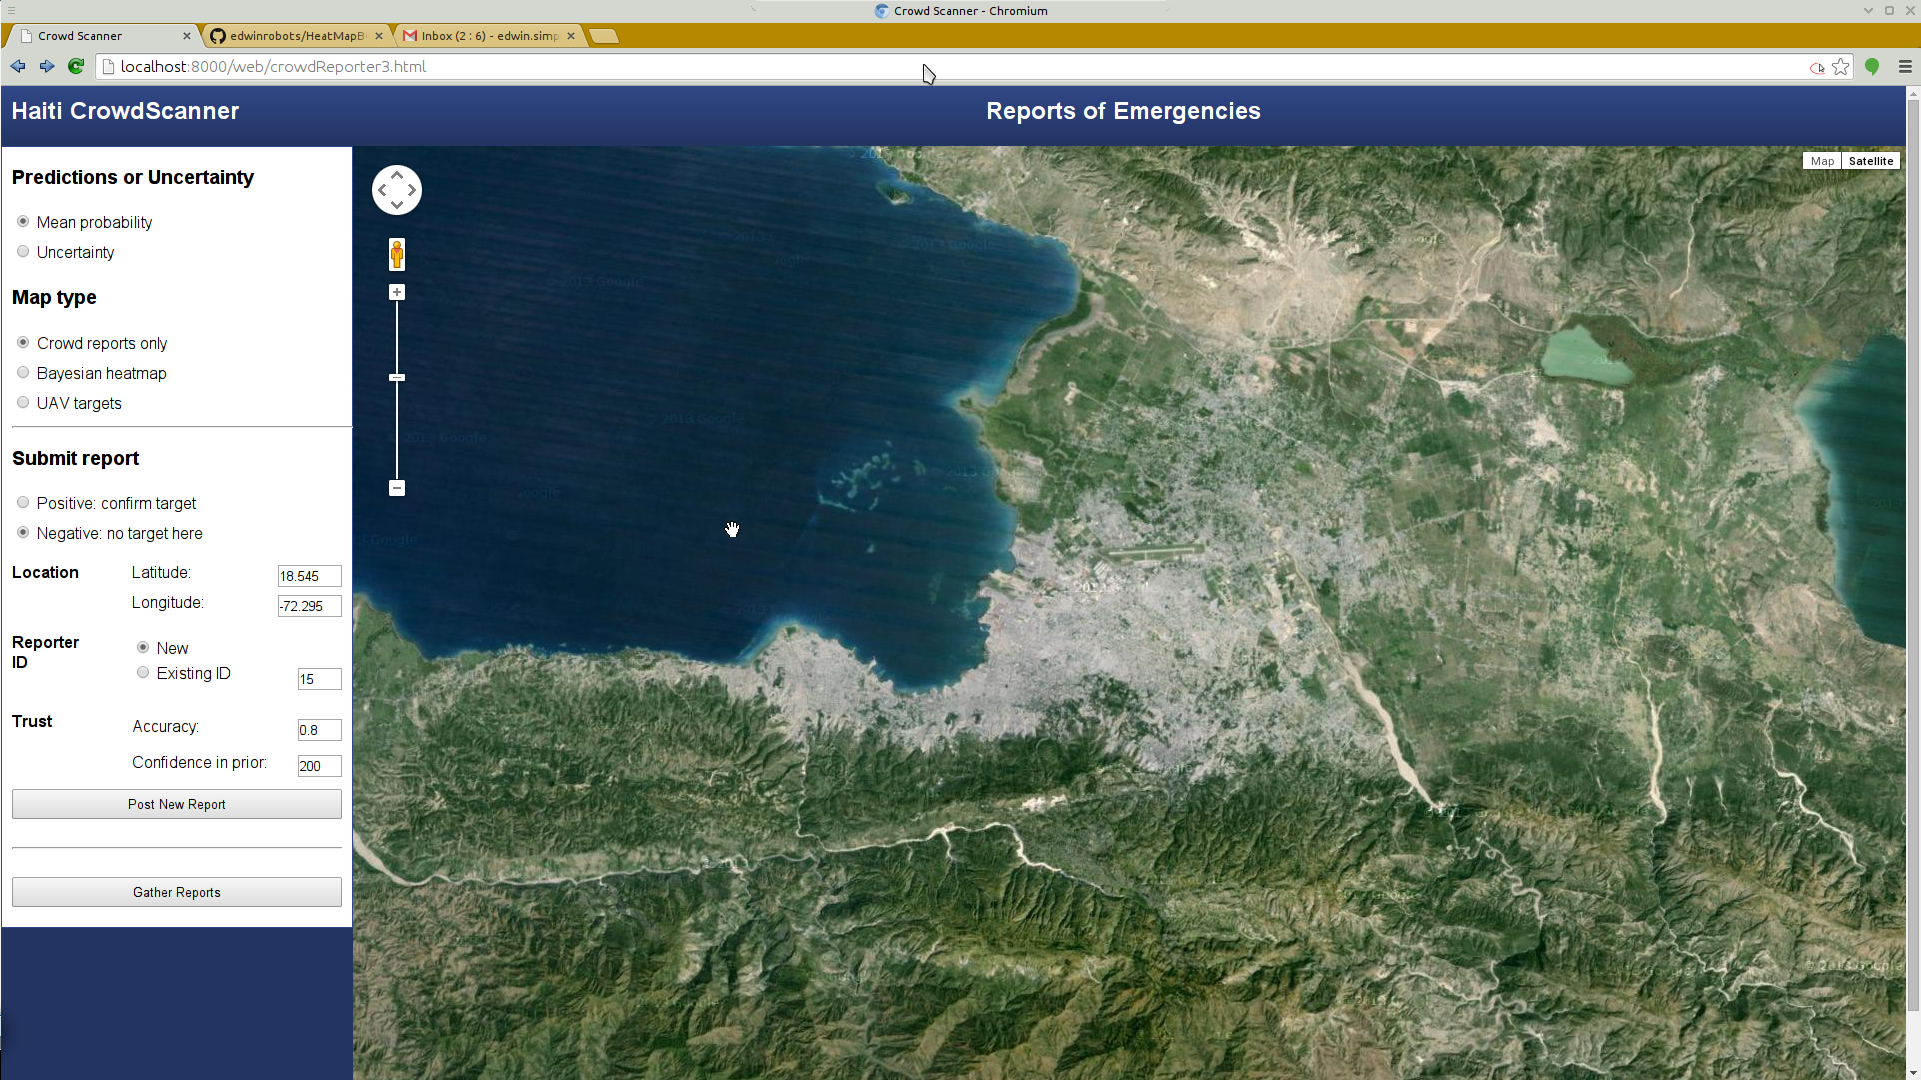 Crowd Scanner - Chromium
Crowd Scanner
edwinrobots/HeatMapB
Inbox (2 : 6) - edwin.simp
localhost:8000/web/crowdReporter3.html
Haiti CrowdScanner
Reports of Emergencies
Predictions or Uncertainty
Mean probability
Uncertainty
Map type
Crowd reports only
Bayesian heatmap
UAV targets
Submit report
Positive: confirm target
Negative: no target here
Location
Latitude:
18.545
Longitude:
-72.295
Reporter
ID
New
Existing ID
15
Trust
Accuracy:
0.8
Confidence in prior:
200
Post New Report
Gather Reports
Map
Satellite